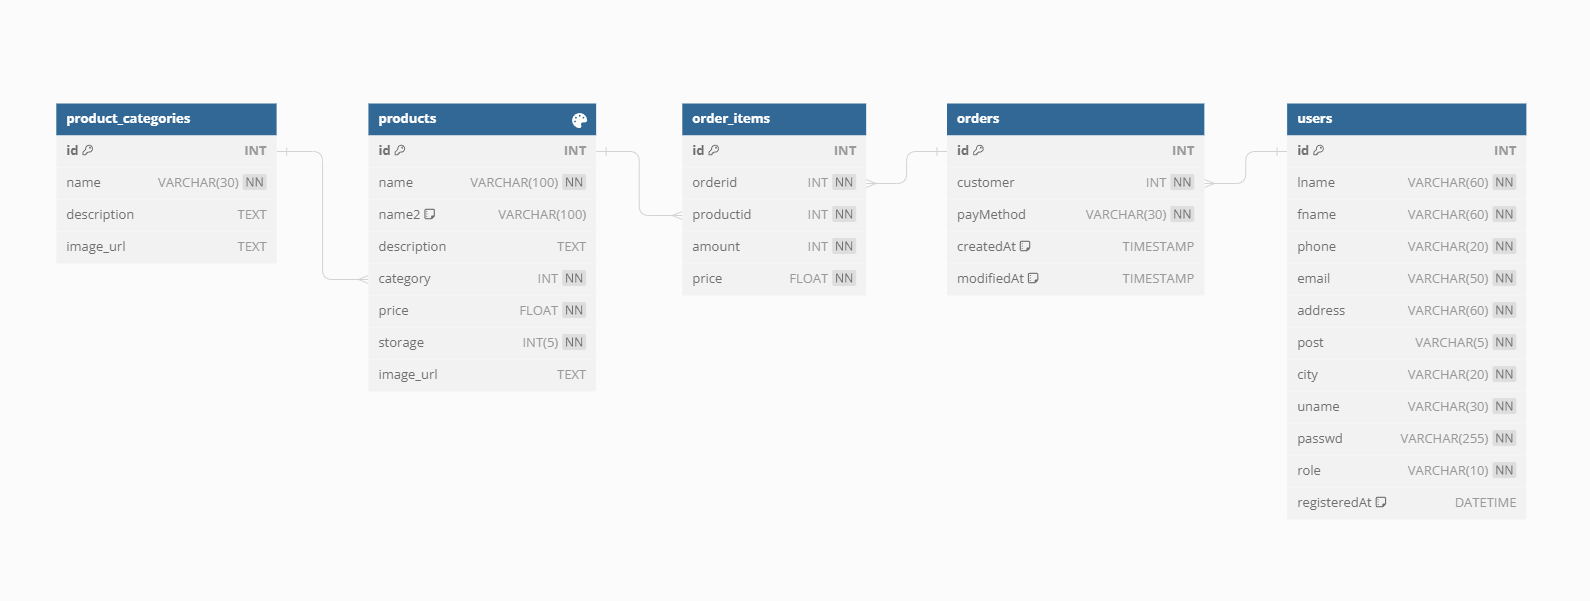 product_categories
id INT
name VARCHAR(30) NN
description TEXT
image_url TEXT
products
id INT
name VARCHAR(100) NN
name2 VARCHAR(100)
description TEXT
category INT NN
price FLOAT NN
storage INT(5) NN
image_url TEXT
order_items
id INT
orderid INT NN
productid INT NN
amount INT NN
price FLOAT NN
orders
id INT
customer INT NN
payMethod VARCHAR(30) NN
createdAt TIMESTAMP
modifiedAt TIMESTAMP
users
id INT
lname VARCHAR(60) NN
fname VARCHAR(60) NN
phone VARCHAR(20) NN
email VARCHAR(50) NN
address VARCHAR(60) NN
post VARCHAR(5) NN
city VARCHAR(20) NN
uname VARCHAR(30) NN
passwd VARCHAR(255) NN
role VARCHAR(10) NN
registeredAt DATETIME